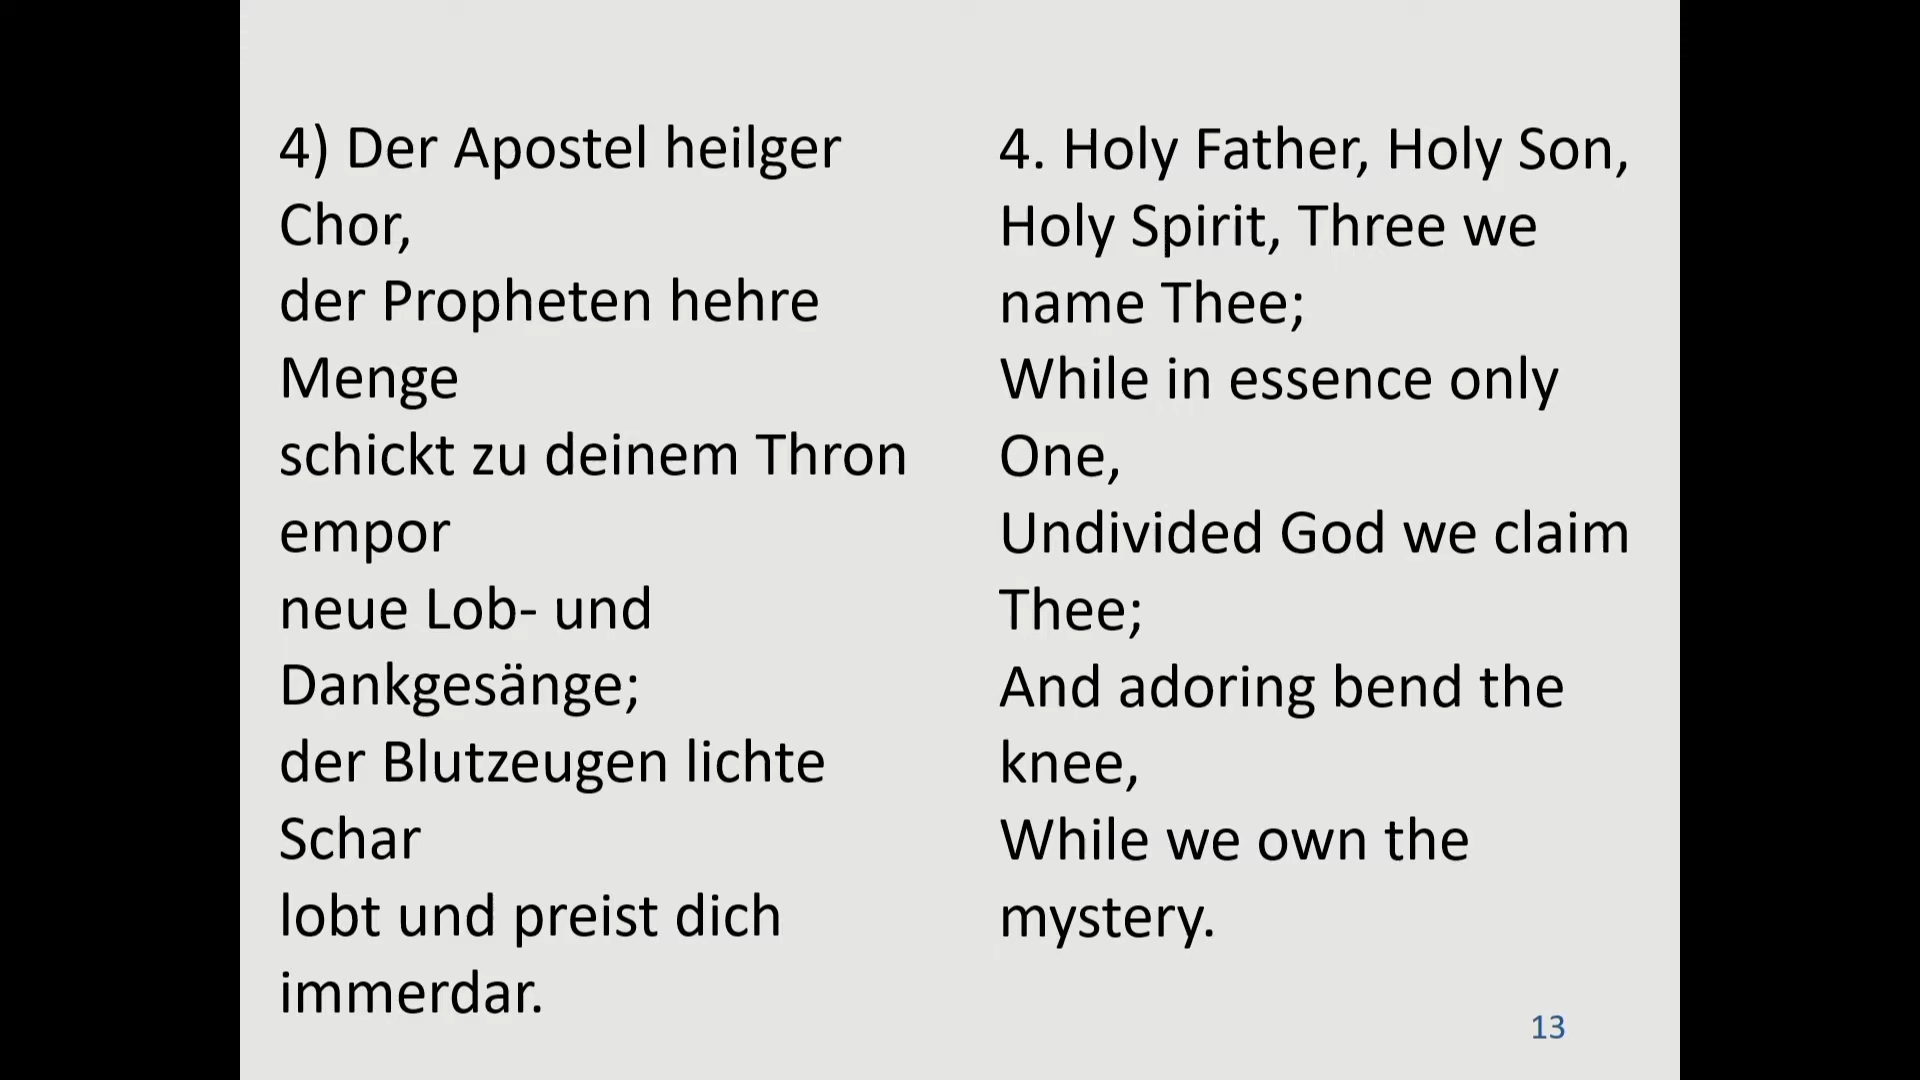 4) Der Apostel heilger
Chor,
der Propheten hehre
Menge
schickt zu deinem Thron
empor
neue Lob- und
Dankgesänge;
der Blutzeugen lichte
Schar
lobt und preist dich
immerdar.
4. Holy Father, Holy Son,
Holy Spirit, Three we
name Thee;
While in essence only
One,
Undivided God we claim
Thee;
And adoring bend the
knee,
While we own the
mystery.
13